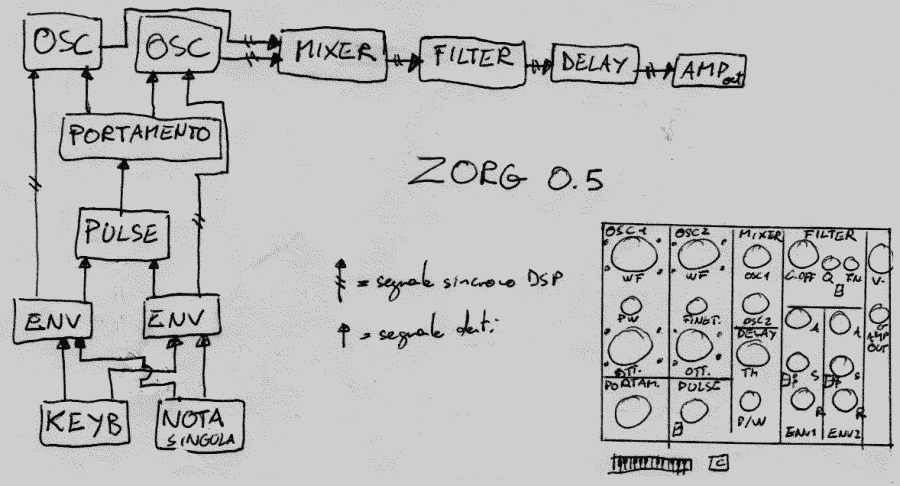 OSC
OSC
MIXER
FILTER
DELAY
AMP out
PORTAMENTO
ZORG 0.5
PULSE
= segnale sincrono DSP
ENV
ENV
= segnale dati
KEYB
NOTA
SINGOLA
OSC1
OSC2
MIXER
FILTER
WF
WF
OSC1
C.OFF
Q
V.
PW
FINET.
OSC2
DELAY
A
A
AMP
OUT
OTT.
OTT.
TM
S
S
PORTAM.
PULSE
D/W
R
R
ENV1
ENV2
C